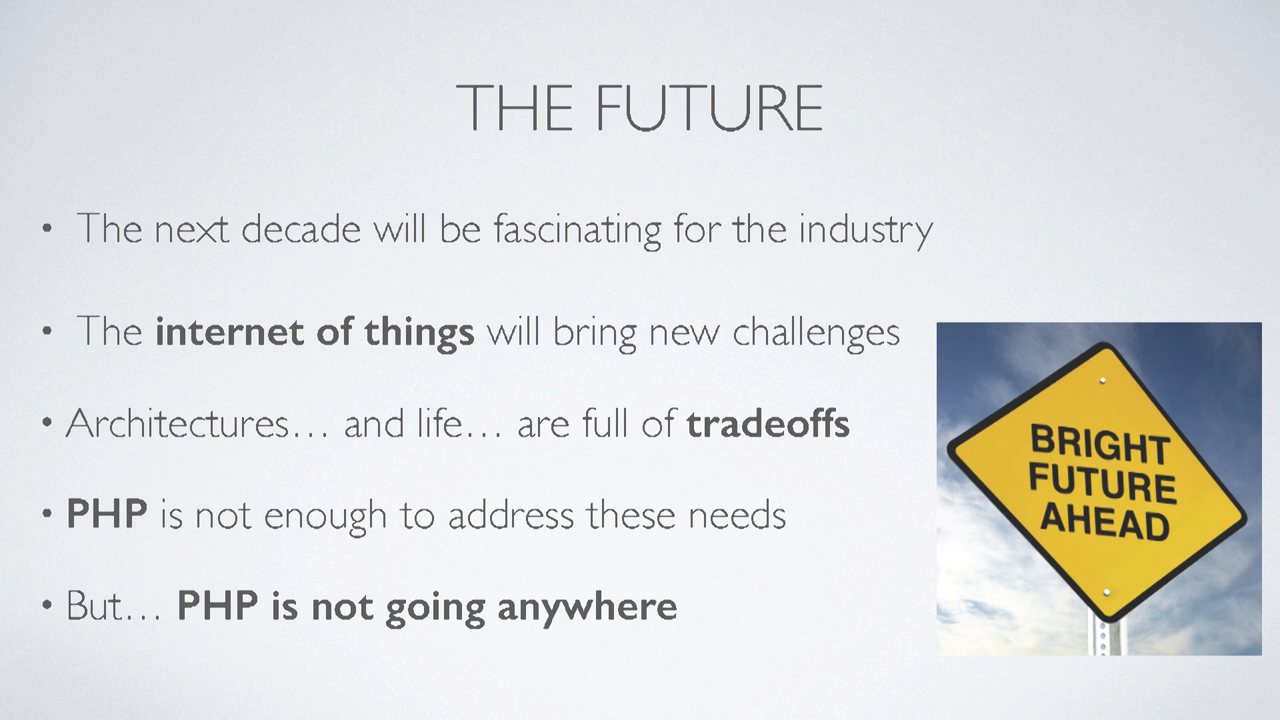 THE FUTURE
• The next decade will be fascinating for the industry
• The internet of things will bring new challenges
• Architectures… and life… are full of tradeoffs
• PHP is not enough to address these needs
• But… PHP is not going anywhere
BRIGHT
FUTURE
AHEAD